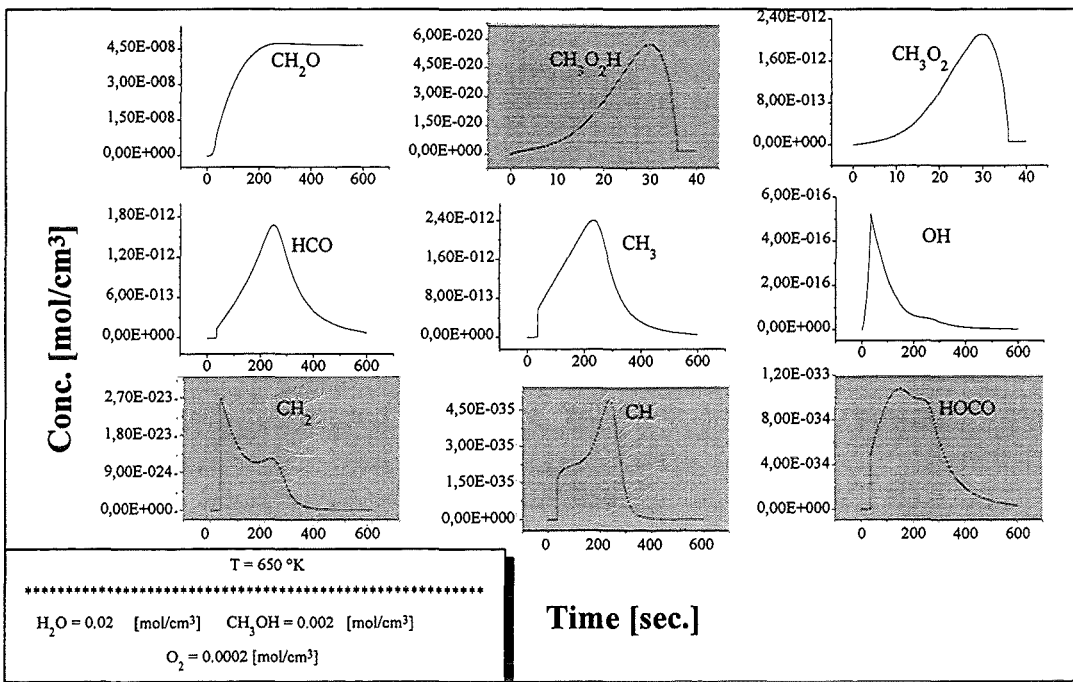 Conc. [mol/cm³]
4,50E-008
3,00E-008
1,50E-008
0,00E+000
CH₂O
0 200 400 600
6,00E-020
4,50E-020
3,00E-020
1,50E-020
0,00E+000
CH₃O₂H
0 10 20 30 40
2,40E-012
1,60E-012
8,00E-013
0,00E+000
CH₃O₂
0 10 20 30 40
1,80E-012
1,20E-012
6,00E-013
0,00E+000
HCO
0 200 400 600
2,40E-012
1,60E-012
8,00E-013
0,00E+000
CH₃
0 200 400 600
6,00E-016
4,00E-016
2,00E-016
0,00E+000
OH
0 200 400 600
2,70E-023
1,80E-023
9,00E-024
0,00E+000
CH₂
0 200 400 600
4,50E-035
3,00E-035
1,50E-035
0,00E+000
CH
0 200 400 600
1,20E-033
8,00E-034
4,00E-034
0,00E+000
HOCO
0 200 400 600
Time [sec.]
T = 650 °K
******************************************************
H₂O = 0.02 [mol/cm³] CH₃OH = 0.002 [mol/cm³]
O₂ = 0.0002 [mol/cm³]